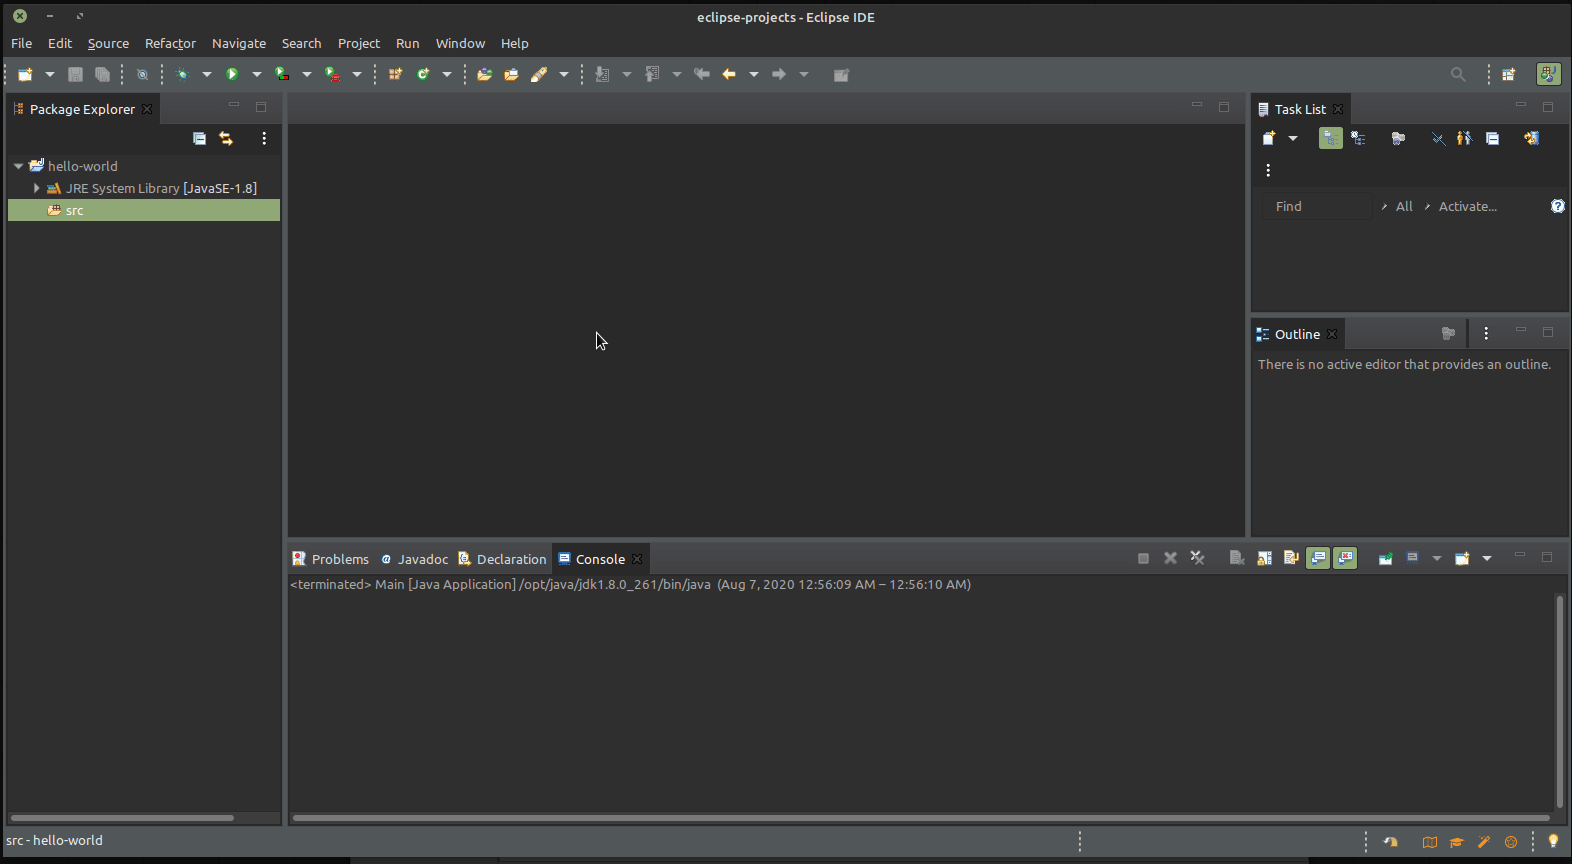 eclipse-projects - Eclipse IDE
File Edit Source Refactor Navigate Search Project Run Window Help
Package Explorer
hello-world
JRE System Library [JavaSE-1.8]
src
Task List
Find All Activate...
Outline
There is no active editor that provides an outline.
Problems Javadoc Declaration Console
<terminated> Main [Java Application] /opt/java/jdk1.8.0_261/bin/java (Aug 7, 2020 12:56:09 AM – 12:56:10 AM)
src - hello-world